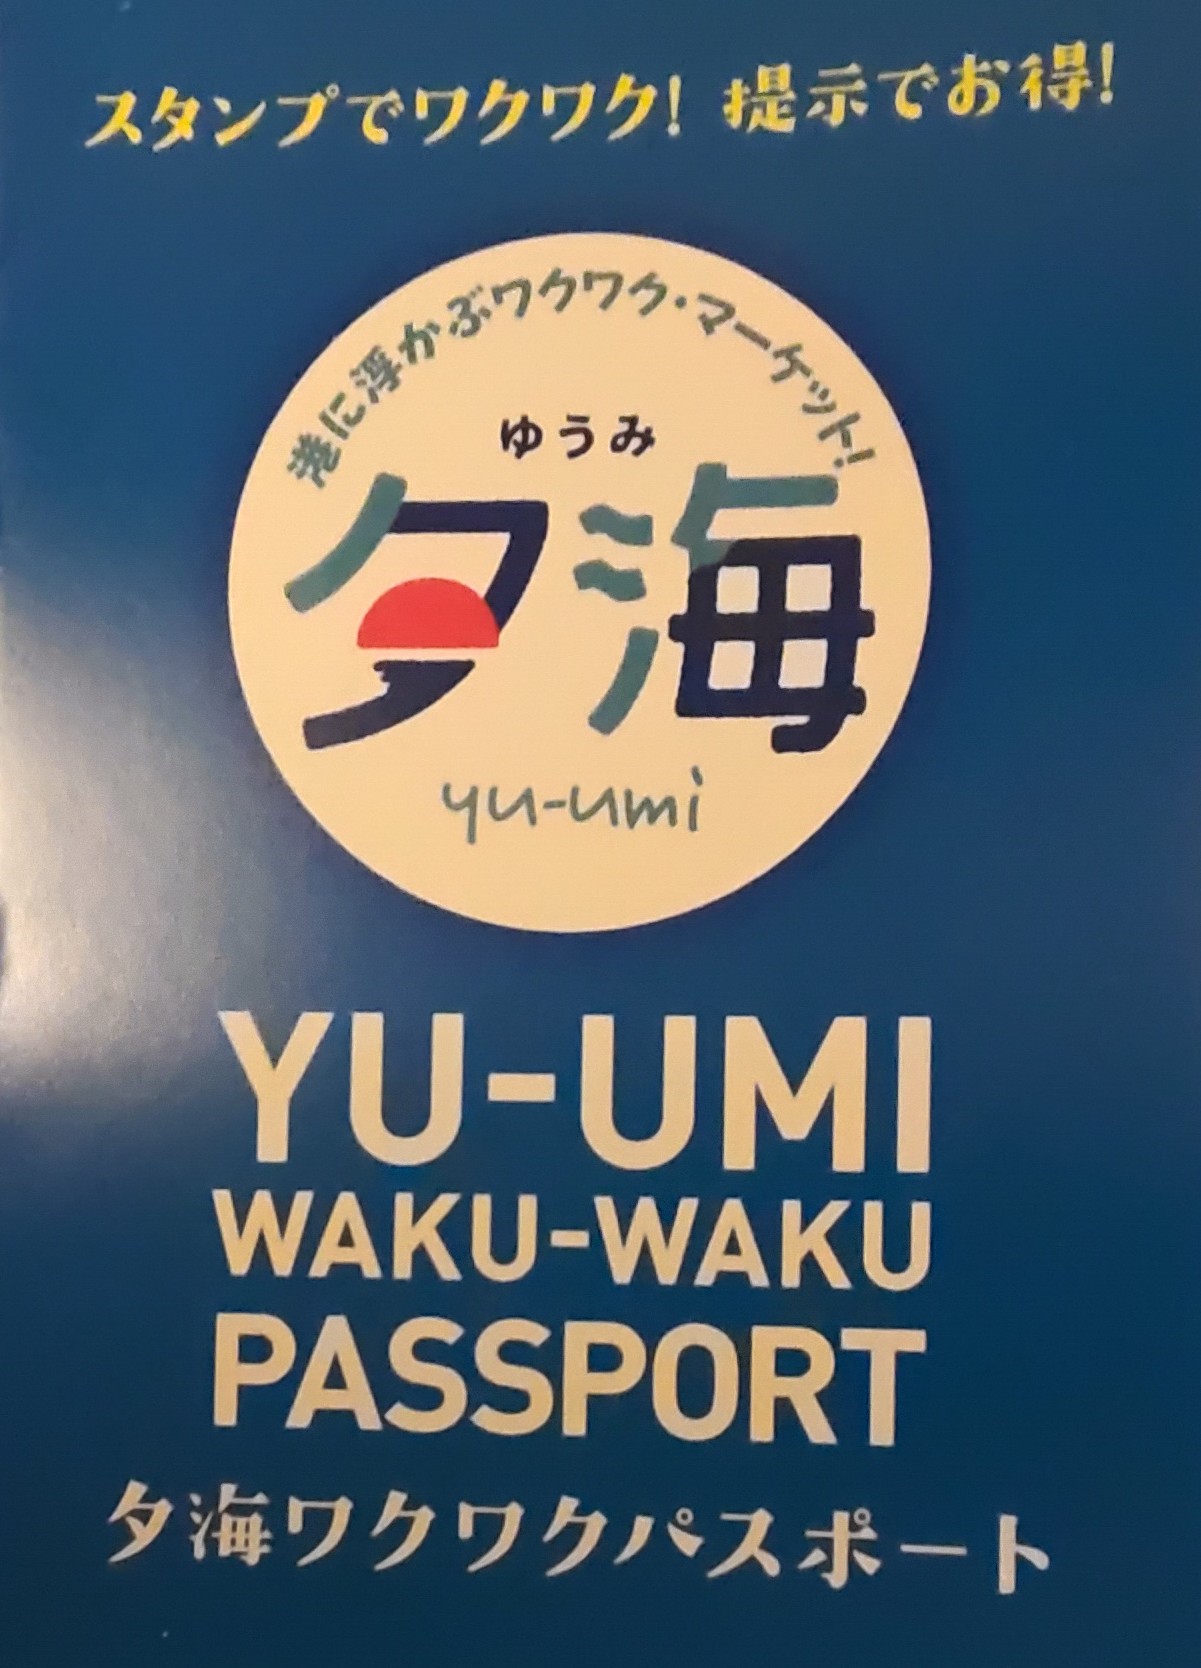 スタンプでワクワク! 提示でお得!
港に浮かぶワクワク・マーケット!
ゆうみ
夕海
yu-umi
YU-UMI
WAKU-WAKU
PASSPORT
夕海ワクワクパスポート